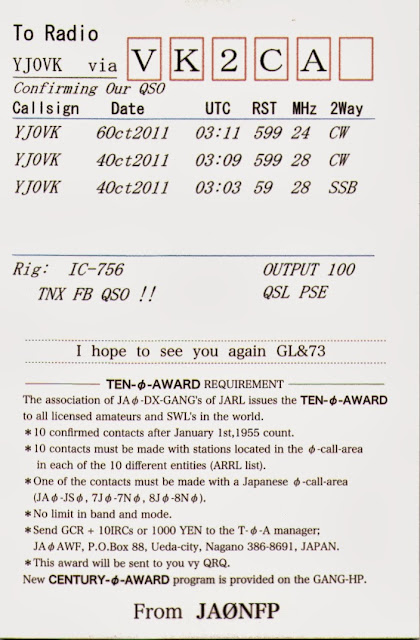 To Radio
YJ0VK via VK2CA
Confirming Our QSO
Callsign Date UTC RST MHz 2Way
YJ0VK 6Oct2011 03:11 599 24 CW
YJ0VK 4Oct2011 03:09 599 28 CW
YJ0VK 4Oct2011 03:03 59 28 SSB
Rig: IC-756 OUTPUT 100
TNX FB QSO !! QSL PSE
I hope to see you again GL&73
TEN-φ-AWARD REQUIREMENT
The association of JAφ-DX-GANG's of JARL issues the TEN-φ-AWARD
to all licensed amateurs and SWL's in the world.
*10 confirmed contacts after January 1st,1955 count.
*10 contacts must be made with stations located in the φ-call-area
in each of the 10 different entities (ARRL list).
*One of the contacts must be made with a Japanese φ-call-area
(JAφ-JSφ, 7Jφ-7Nφ, 8Jφ-8Nφ).
*No limit in band and mode.
*Send GCR + 10IRCs or 1000 YEN to the T-φ-A manager;
JAφAWF, P.O.Box 88, Ueda-city, Nagano 386-8691, JAPAN.
*This award will be sent to you vy QRQ.
New CENTURY-φ-AWARD program is provided on the GANG-HP.
From JAØNFP